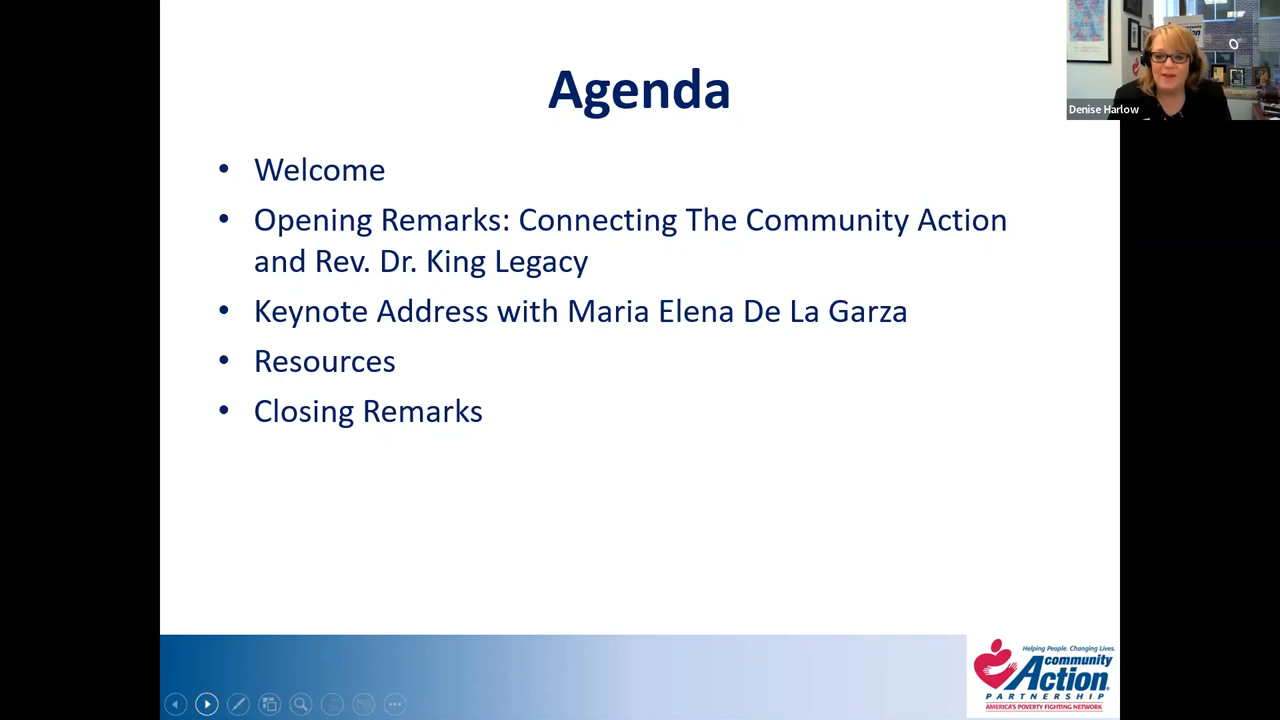 Agenda
• Welcome
• Opening Remarks: Connecting The Community Action
and Rev. Dr. King Legacy
• Keynote Address with Maria Elena De La Garza
• Resources
• Closing Remarks
Denise Harlow
Helping People. Changing Lives.
community
Action®
PARTNERSHIP
AMERICA'S POVERTY FIGHTING NETWORK